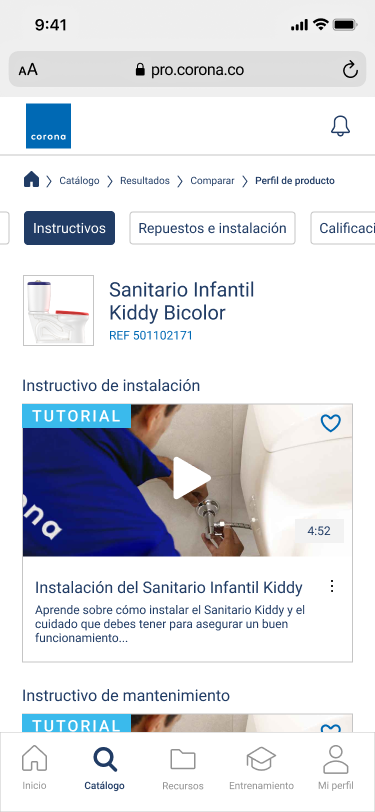 9:41
AA
pro.corona.co
corona
Catálogo
Resultados
Comparar
Perfil de producto
Instructivos
Repuestos e instalación
Calificaci
Sanitario Infantil
Kiddy Bicolor
REF 501102171
Instructivo de instalación
TUTORIAL
ona
4:52
Instalación del Sanitario Infantil Kiddy
Aprende sobre cómo instalar el Sanitario Kiddy y el
cuidado que debes tener para asegurar un buen
funcionamiento...
Instructivo de mantenimiento
TUTORIAL
Inicio
Catálogo
Recursos
Entrenamiento
Mi perfil